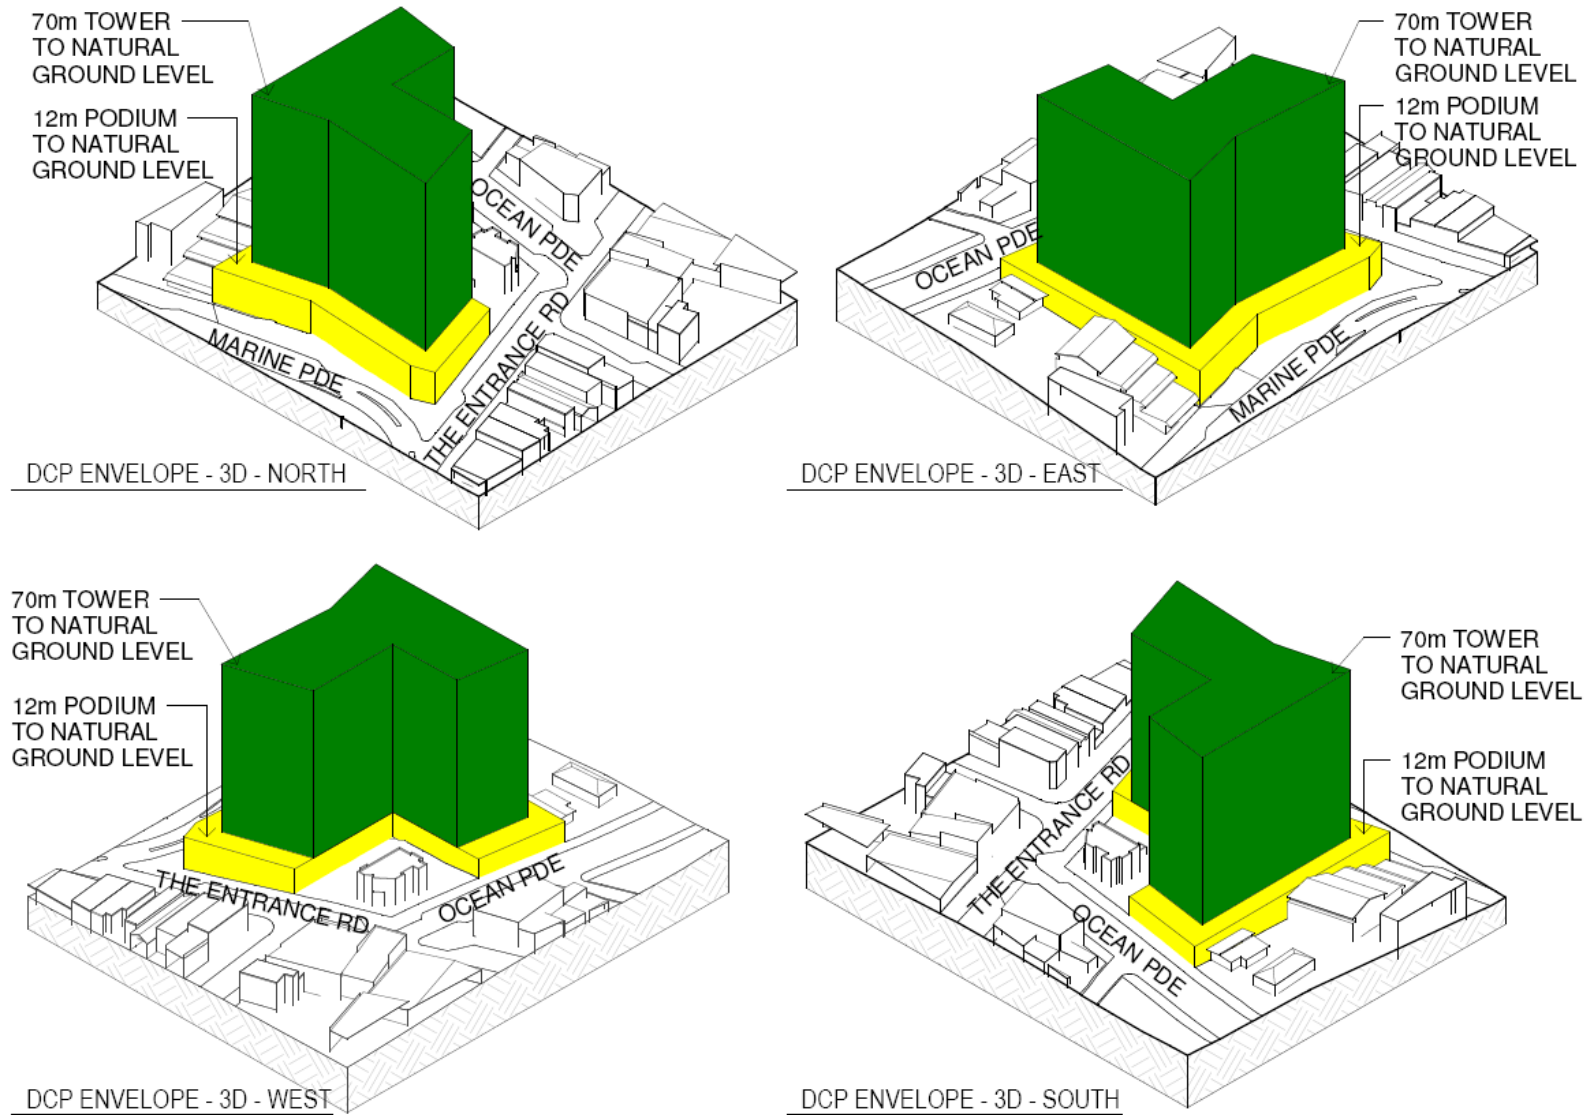 70m TOWER
TO NATURAL
GROUND LEVEL
12m PODIUM
TO NATURAL
GROUND LEVEL
OCEAN PDE
MARINE PDE
THE ENTRANCE RD
DCP ENVELOPE - 3D - NORTH
70m TOWER
TO NATURAL
GROUND LEVEL
12m PODIUM
TO NATURAL
GROUND LEVEL
OCEAN PDE
MARINE PDE
DCP ENVELOPE - 3D - EAST
70m TOWER
TO NATURAL
GROUND LEVEL
12m PODIUM
TO NATURAL
GROUND LEVEL
THE ENTRANCE RD
OCEAN PDE
DCP ENVELOPE - 3D - WEST
70m TOWER
TO NATURAL
GROUND LEVEL
12m PODIUM
TO NATURAL
GROUND LEVEL
THE ENTRANCE RD
OCEAN PDE
DCP ENVELOPE - 3D - SOUTH